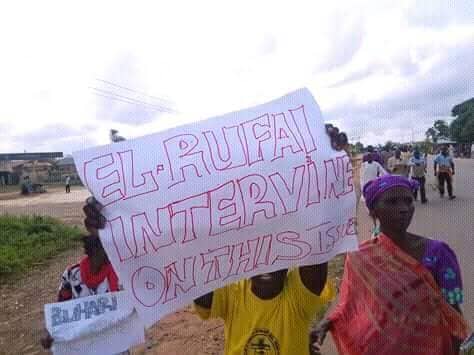 EL-RUFAI
INTERVINE
ON THIS ISSUE
BUHARI